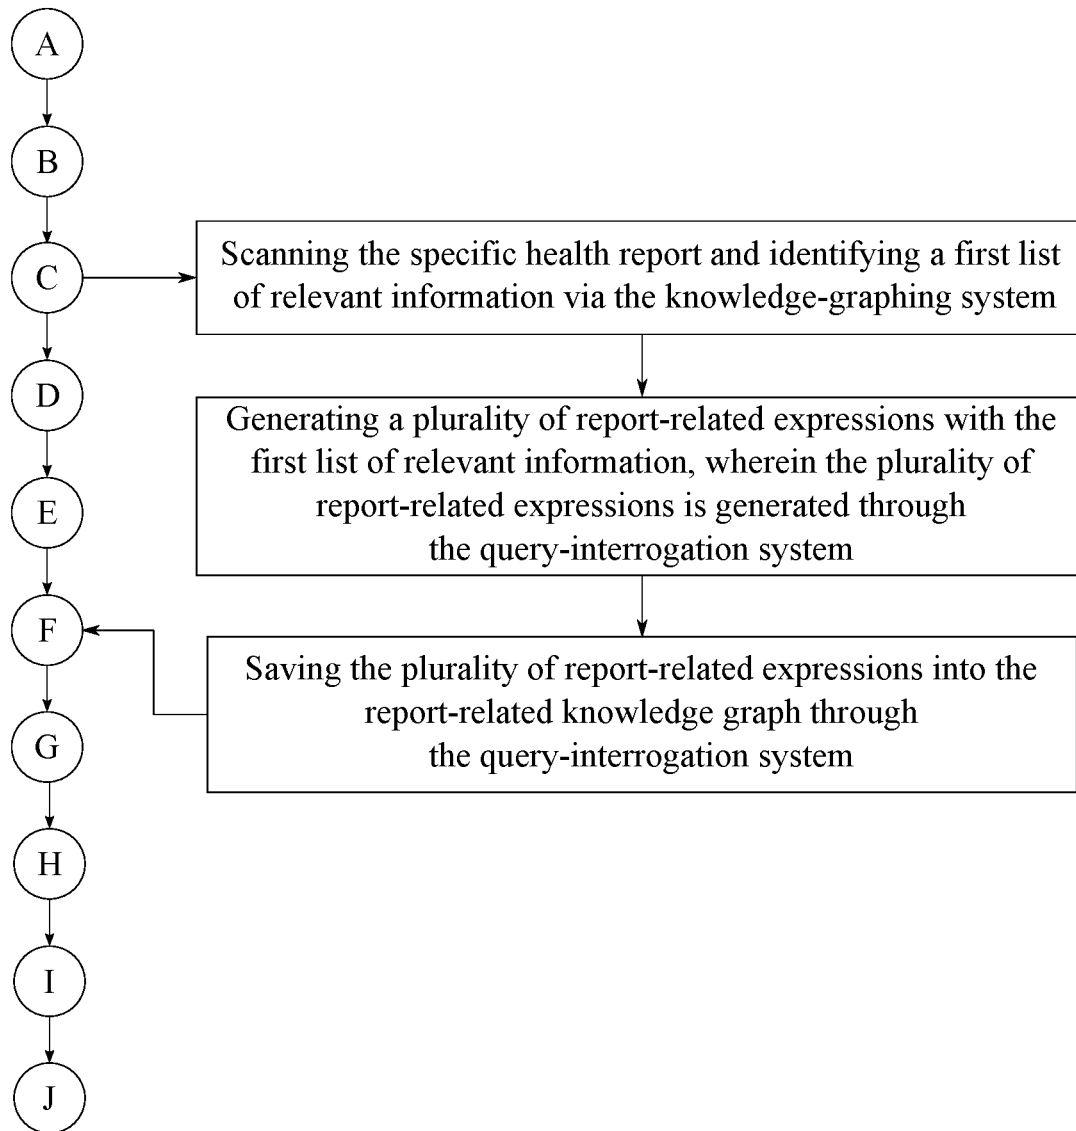 A
B
C
Scanning the specific health report and identifying a first list
of relevant information via the knowledge-graphing system
D
Generating a plurality of report-related expressions with the
first list of relevant information, wherein the plurality of
report-related expressions is generated through
the query-interrogation system
E
F
Saving the plurality of report-related expressions into the
report-related knowledge graph through
the query-interrogation system
G
H
I
J